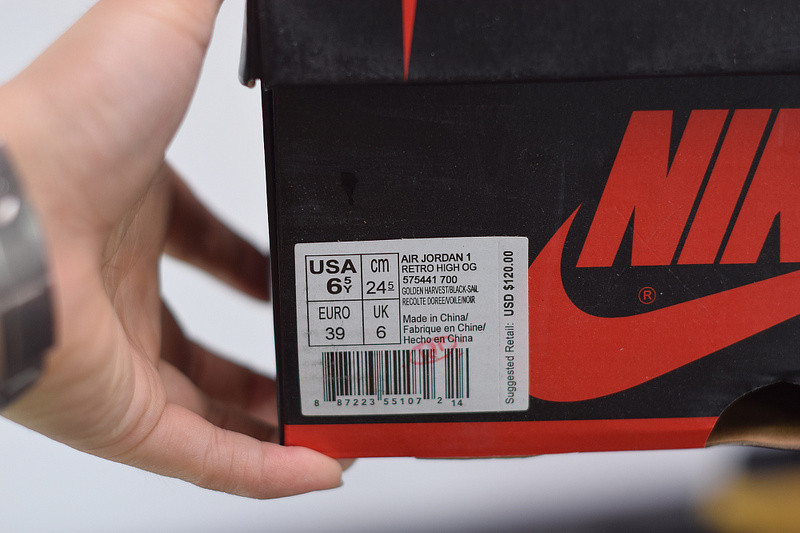 NIK
®
USA
6 5Y
cm
24 5
EURO
39
UK
6
AIR JORDAN 1
RETRO HIGH OG
575441 700
GOLDEN HARVEST/BLACK-SAIL
RECOLTE DOREE/VOILE/NOIR
Made in China/
Fabrique en Chine/
Hecho en China
8 87223 55107 2 14
Suggested Retail: USD $120.00